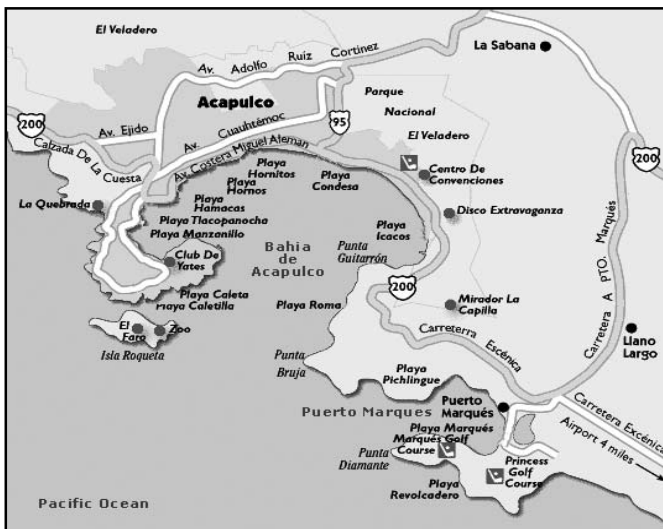 El Veladero
Av. Adolfo Ruiz Cortinez
La Sabana
Acapulco
Parque
Nacional
El Veladero
200
Av. Ejido
Av. Cuauhtémoc
95
Calzada De La
Cuesta
Av. Costera Miguel Aleman
200
Centro De
Convenciones
Playa
Hornitos
Playa
Hornos
Playa
Condesa
La Quebrada
Playa
Hamacas
Playa Tlacopanocha
Playa Manzanillo
Disco Extravaganza
Playa
Icacos
Bahia
de
Acapulco
Punta
Guitarrón
Club De
Yates
Carretera A PTO. Marqués
200
Playa Caleta
Playa Caletilla
Playa Roma
Mirador La
Capilla
El
Faro
Zoo
Isla Roqueta
Carreterra Escénica
Llano
Largo
Punta
Bruja
Playa
Pichlingue
Puerto Marques
Puerto
Marqués
Carretera Excénica
Airport 4 miles
Playa Marqués
Marqués Golf
Course
Punta
Diamante
Princess
Golf
Course
Playa
Revolcadero
Pacific Ocean